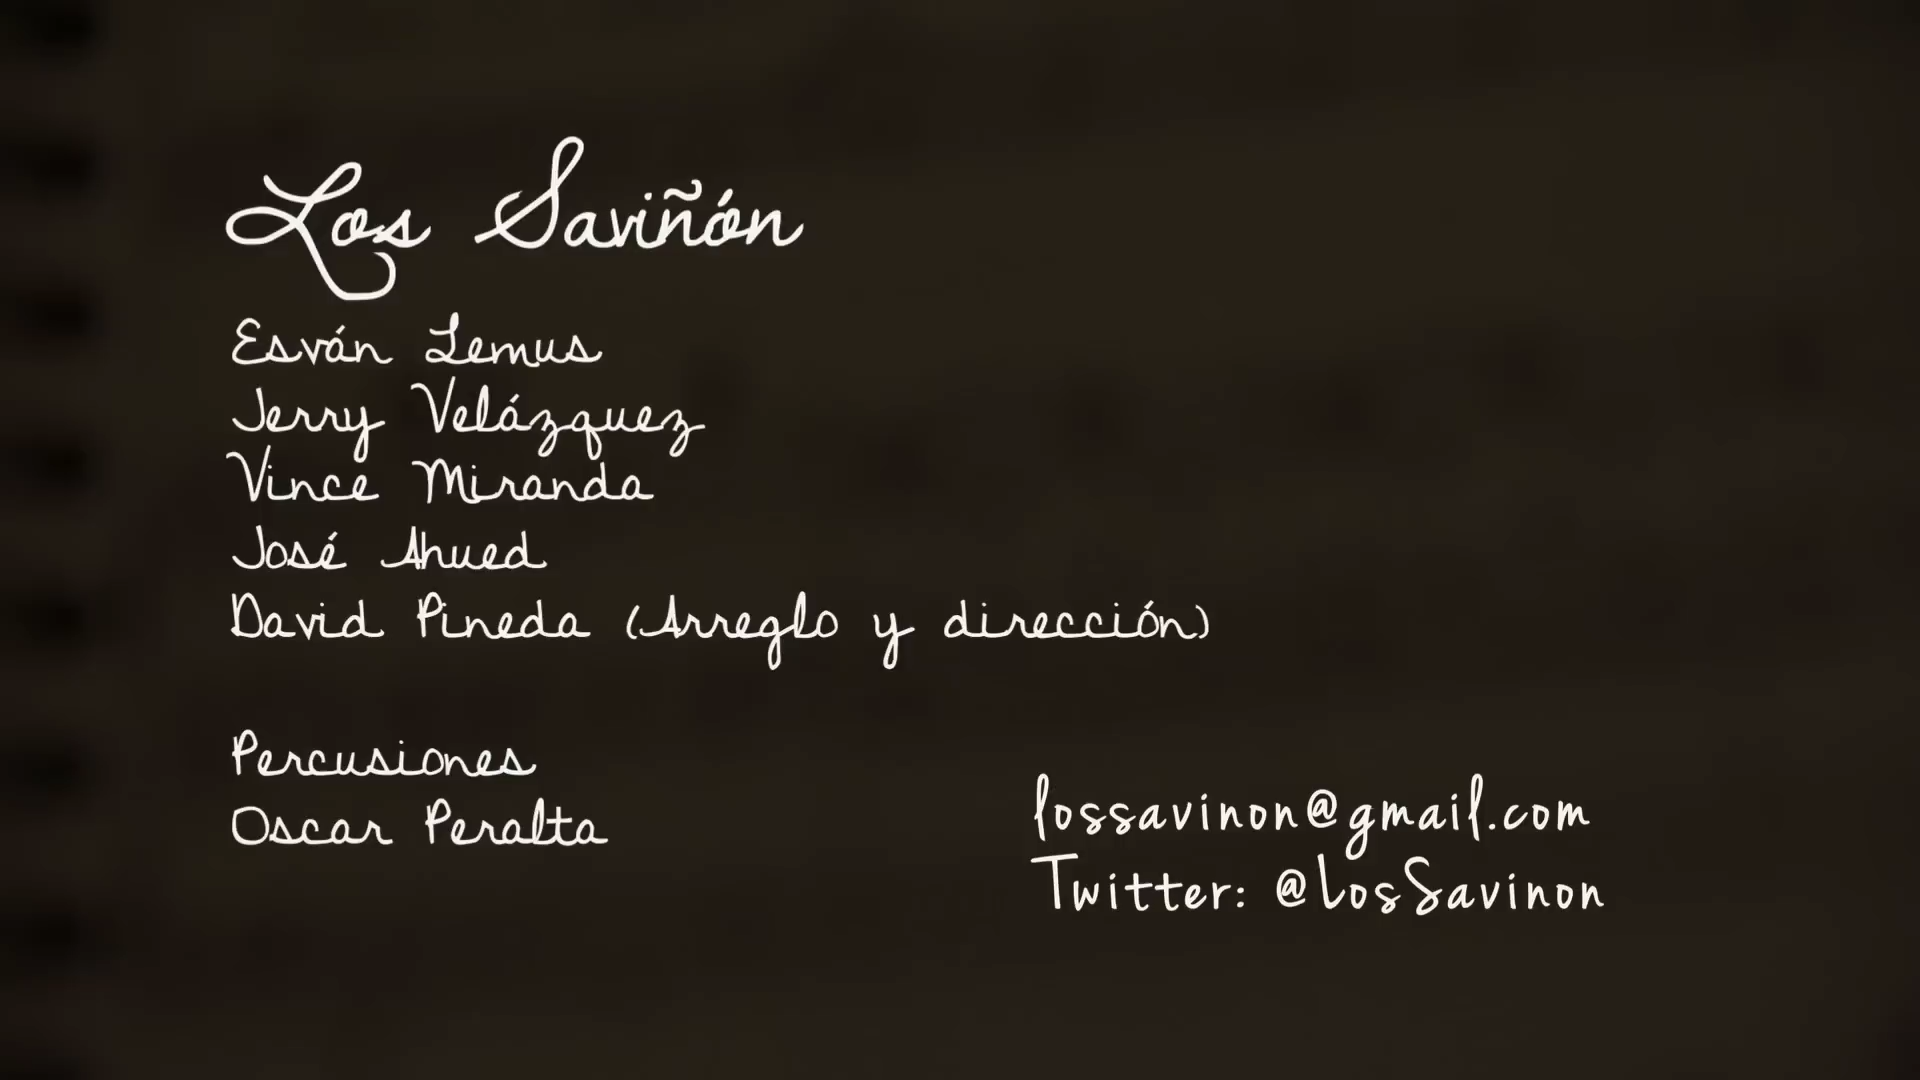 Los Saviñón
Esván Lemus
Jerry Velázquez
Vince Miranda
José Ahued
David Pineda (Arreglo y dirección)
Percusiones
Oscar Peralta
lossavinon@gmail.com
Twitter: @LosSavinon